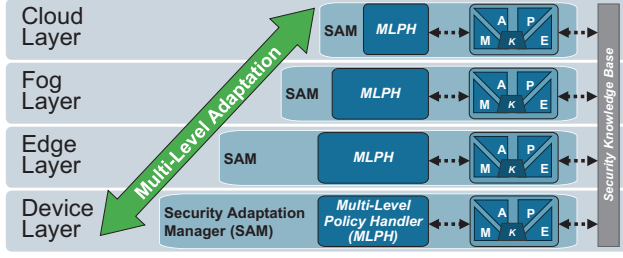 Cloud
Layer
SAM
MLPH
A P
M K E
Fog
Layer
SAM
MLPH
A P
M K E
Edge
Layer
SAM
MLPH
A P
M K E
Device
Layer
Security Adaptation
Manager (SAM)
Multi-Level
Policy Handler
(MLPH)
A P
M K E
Multi-Level Adaptation
Security Knowledge Base